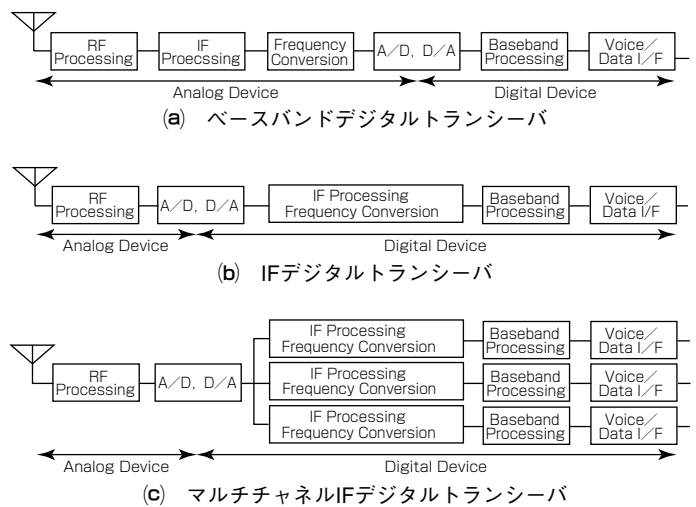 RF
Processing
IF
Proecssing
Frequency
Conversion
A/D, D/A
Baseband
Processing
Voice／
Data I/F
Analog Device
Digital Device
(a) ベースバンドデジタルトランシーバ
RF
Processing
A/D, D/A
IF Processing
Frequency Conversion
Baseband
Processing
Voice／
Data I/F
Analog Device
Digital Device
(b) IFデジタルトランシーバ
RF
Processing
A/D, D/A
IF Processing
Frequency Conversion
Baseband
Processing
Voice／
Data I／F
IF Processing
Frequency Conversion
Baseband
Processing
Voice／
Data I／F
IF Processing
Frequency Conversion
Baseband
Processing
Voice／
Data I／F
Analog Device
Digital Device
(c) マルチチャネルIFデジタルトランシーバ